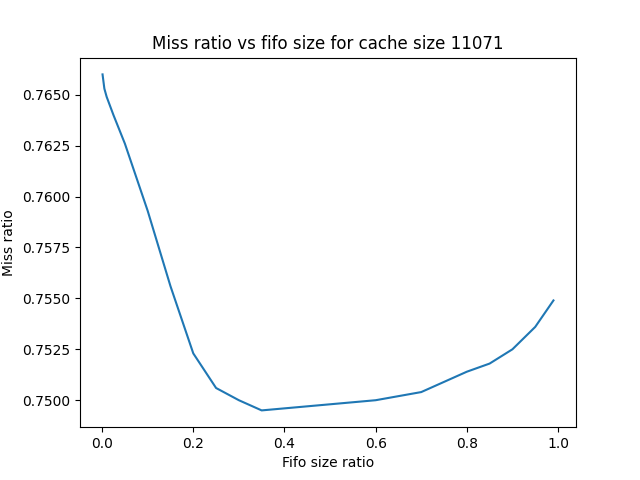 Miss ratio vs fifo size for cache size 11071
0.7650
0.7625
0.7600
0.7575
0.7550
0.7525
0.7500
Miss ratio
0.0 0.2 0.4 0.6 0.8 1.0
Fifo size ratio